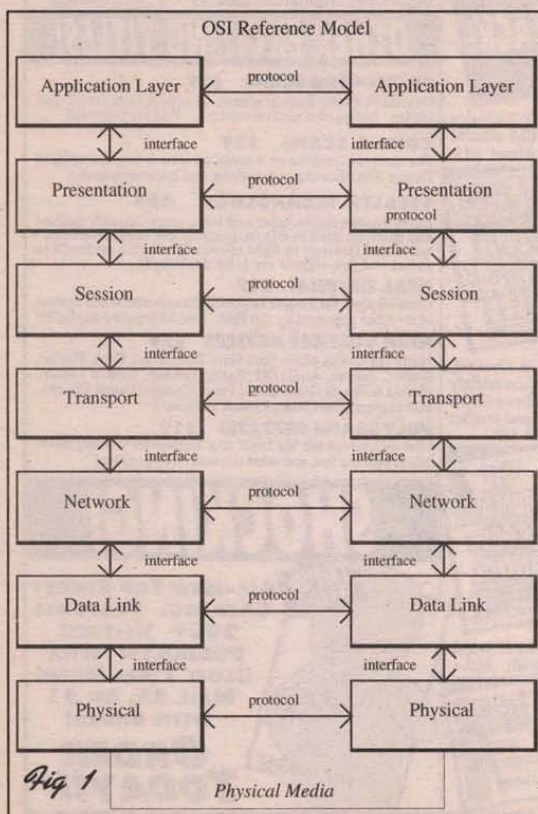 OSI Reference Model
Application Layer protocol Application Layer
interface interface
Presentation protocol Presentation
protocol
interface interface
Session protocol Session
interface interface
Transport protocol Transport
interface interface
Network protocol Network
interface interface
Data Link protocol Data Link
interface interface
Physical protocol Physical
Fig 1
Physical Media